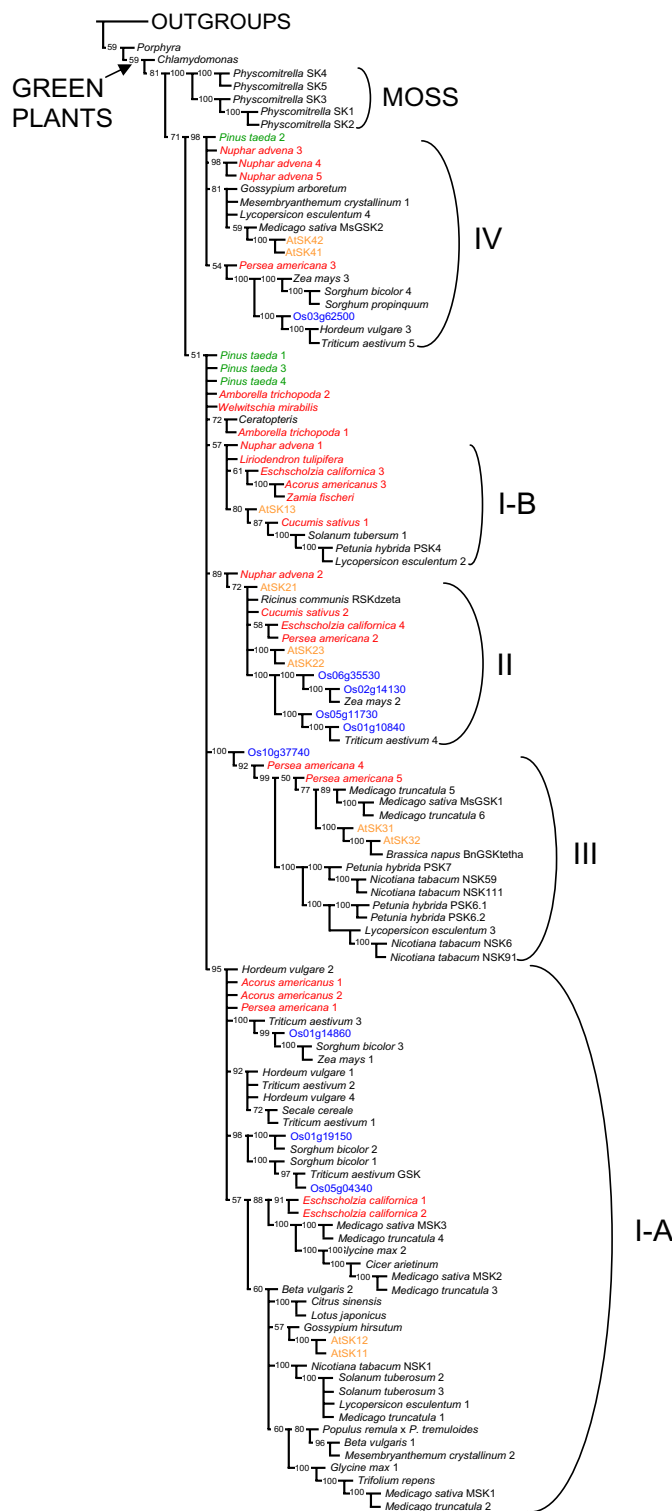 OUTGROUPS
59 Porphyra
59 Chlamydomonas
GREEN PLANTS
81 100 100 Physcomitrella SK4
Physcomitrella SK5
100 Physcomitrella SK3
100 Physcomitrella SK1
Physcomitrella SK2
MOSS
71 98 Pinus taeda 2
Nuphar advena 3
98 Nuphar advena 4
Nuphar advena 5
81 Gossypium arboretum
Mesembryanthemum crystallinum 1
Lycopersicon esculentum 4
59 Medicago sativa MsGSK2
100 AtSK42
AtSK41
IV
54 Persea americana 3
100 100 Zea mays 3
100 Sorghum bicolor 4
Sorghum propinquum
100 Os03g62500
100 Hordeum vulgare 3
Triticum aestivum 5
51 Pinus taeda 1
Pinus taeda 3
Pinus taeda 4
Amborella trichopoda 2
Welwitschia mirabilis
72 Ceratopteris
Amborella trichopoda 1
57 Nuphar advena 1
Liriodendron tulipifera
61 Eschscholzia californica 3
100 Acorus americanus 3
Zamia fischeri
I-B
80 AtSK13
87 Cucumis sativus 1
100 Solanum tubersum 1
100 Petunia hybrida PSK4
Lycopersicon esculentum 2
89 Nuphar advena 2
72 AtSK21
Ricinus communis RSKdzeta
Cucumis sativus 2
58 Eschscholzia californica 4
Persea americana 2
100 AtSK23
AtSK22
II
100 100 Os06g35530
100 Os02g14130
Zea mays 2
100 Os05g11730
100 Os01g10840
Triticum aestivum 4
100 Os10g37740
92 Persea americana 4
99 50 Persea americana 5
77 89 Medicago truncatula 5
100 Medicago sativa MsGSK1
Medicago truncatula 6
100 AtSK31
100 AtSK32
Brassica napus BnGSKtetha
III
100 100 Petunia hybrida PSK7
100 Nicotiana tabacum NSK59
Nicotiana tabacum NSK111
100 100 Petunia hybrida PSK6.1
Petunia hybrida PSK6.2
Lycopersicon esculentum 3
100 Nicotiana tabacum NSK6
Nicotiana tabacum NSK91
95 Hordeum vulgare 2
Acorus americanus 1
Acorus americanus 2
Persea americana 1
100 Triticum aestivum 3
99 Os01g14860
100 Sorghum bicolor 3
Zea mays 1
92 Hordeum vulgare 1
Triticum aestivum 2
Hordeum vulgare 4
72 Secale cereale
Triticum aestivum 1
98 100 Os01g19150
Sorghum bicolor 2
100 Sorghum bicolor 1
97 Triticum aestivum GSK
Os05g04340
57 88 91 Eschscholzia californica 1
Eschscholzia californica 2
I-A
100 100 Medicago sativa MSK3
Medicago truncatula 4
100 Glycine max 2
100 Cicer arietinum
100 Medicago sativa MSK2
Medicago truncatula 3
60 Beta vulgaris 2
100 Citrus sinensis
Lotus japonicus
57 Gossypium hirsutum
100 AtSK12
AtSK11
100 Nicotiana tabacum NSK1
100 Solanum tuberosum 2
Solanum tuberosum 3
Lycopersicon esculentum 1
Medicago truncatula 1
60 80 Populus remula x P. tremuloides
96 Beta vulgaris 1
Mesembryanthemum crystallinum 2
100 Glycine max 1
100 Trifolium repens
100 Medicago sativa MSK1
Medicago truncatula 2